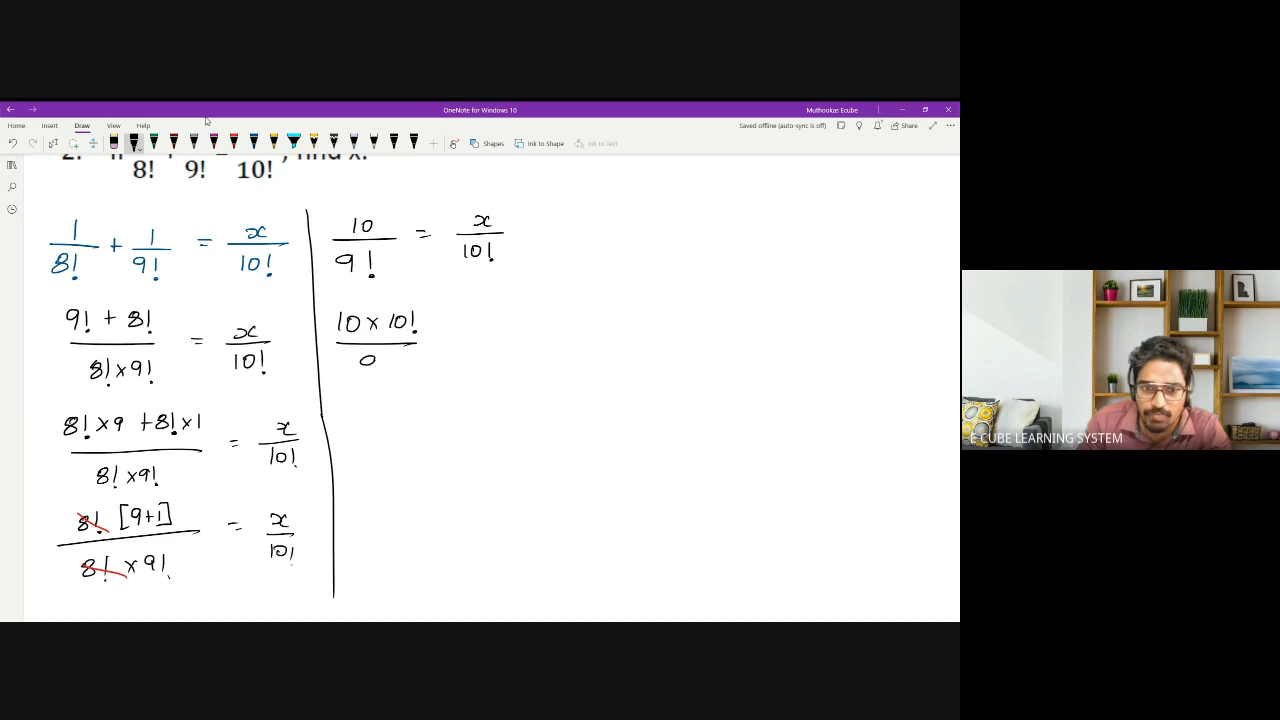 OneNote for Windows 10
Muthookas Ecube
Home Insert Draw View Help
Saved offline (auto-sync is off)
Share
Shapes
Ink to Shape
Ink to Text
8! 9! 10! , find x.
1/8! + 1/9! = x/10!
9! + 8! / 8! x 9! = x/10!
8! x 9 + 8! x 1 / 8! x 9! = x/10!
8! [9+1] / 8! x 9! = x/10!
10/9! = x/10!
10 x 10! / 9
E CUBE LEARNING SYSTEM